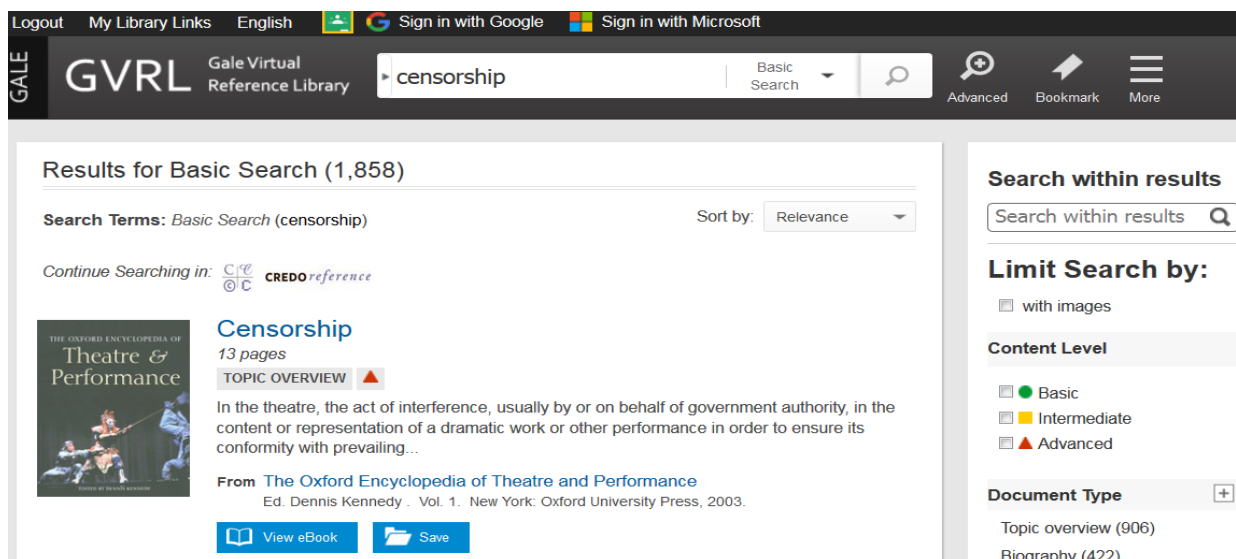 Logout My Library Links English Sign in with Google Sign in with Microsoft
GALE
GVRL
Gale Virtual
Reference Library
censorship
Basic
Search
Advanced
Bookmark
More
Results for Basic Search (1,858)
Search Terms: Basic Search (censorship)
Sort by: Relevance
Continue Searching in: CREDOreference
THE OXFORD ENCYCLOPEDIA OF
Theatre &
Performance
EDITED BY DENNIS KENNEDY
Censorship
13 pages
TOPIC OVERVIEW
In the theatre, the act of interference, usually by or on behalf of government authority, in the
content or representation of a dramatic work or other performance in order to ensure its
conformity with prevailing...
From The Oxford Encyclopedia of Theatre and Performance
Ed. Dennis Kennedy . Vol. 1. New York: Oxford University Press, 2003.
View eBook
Save
Search within results
Search within results
Limit Search by:
with images
Content Level
Basic
Intermediate
Advanced
Document Type
Topic overview (906)
Biography (422)